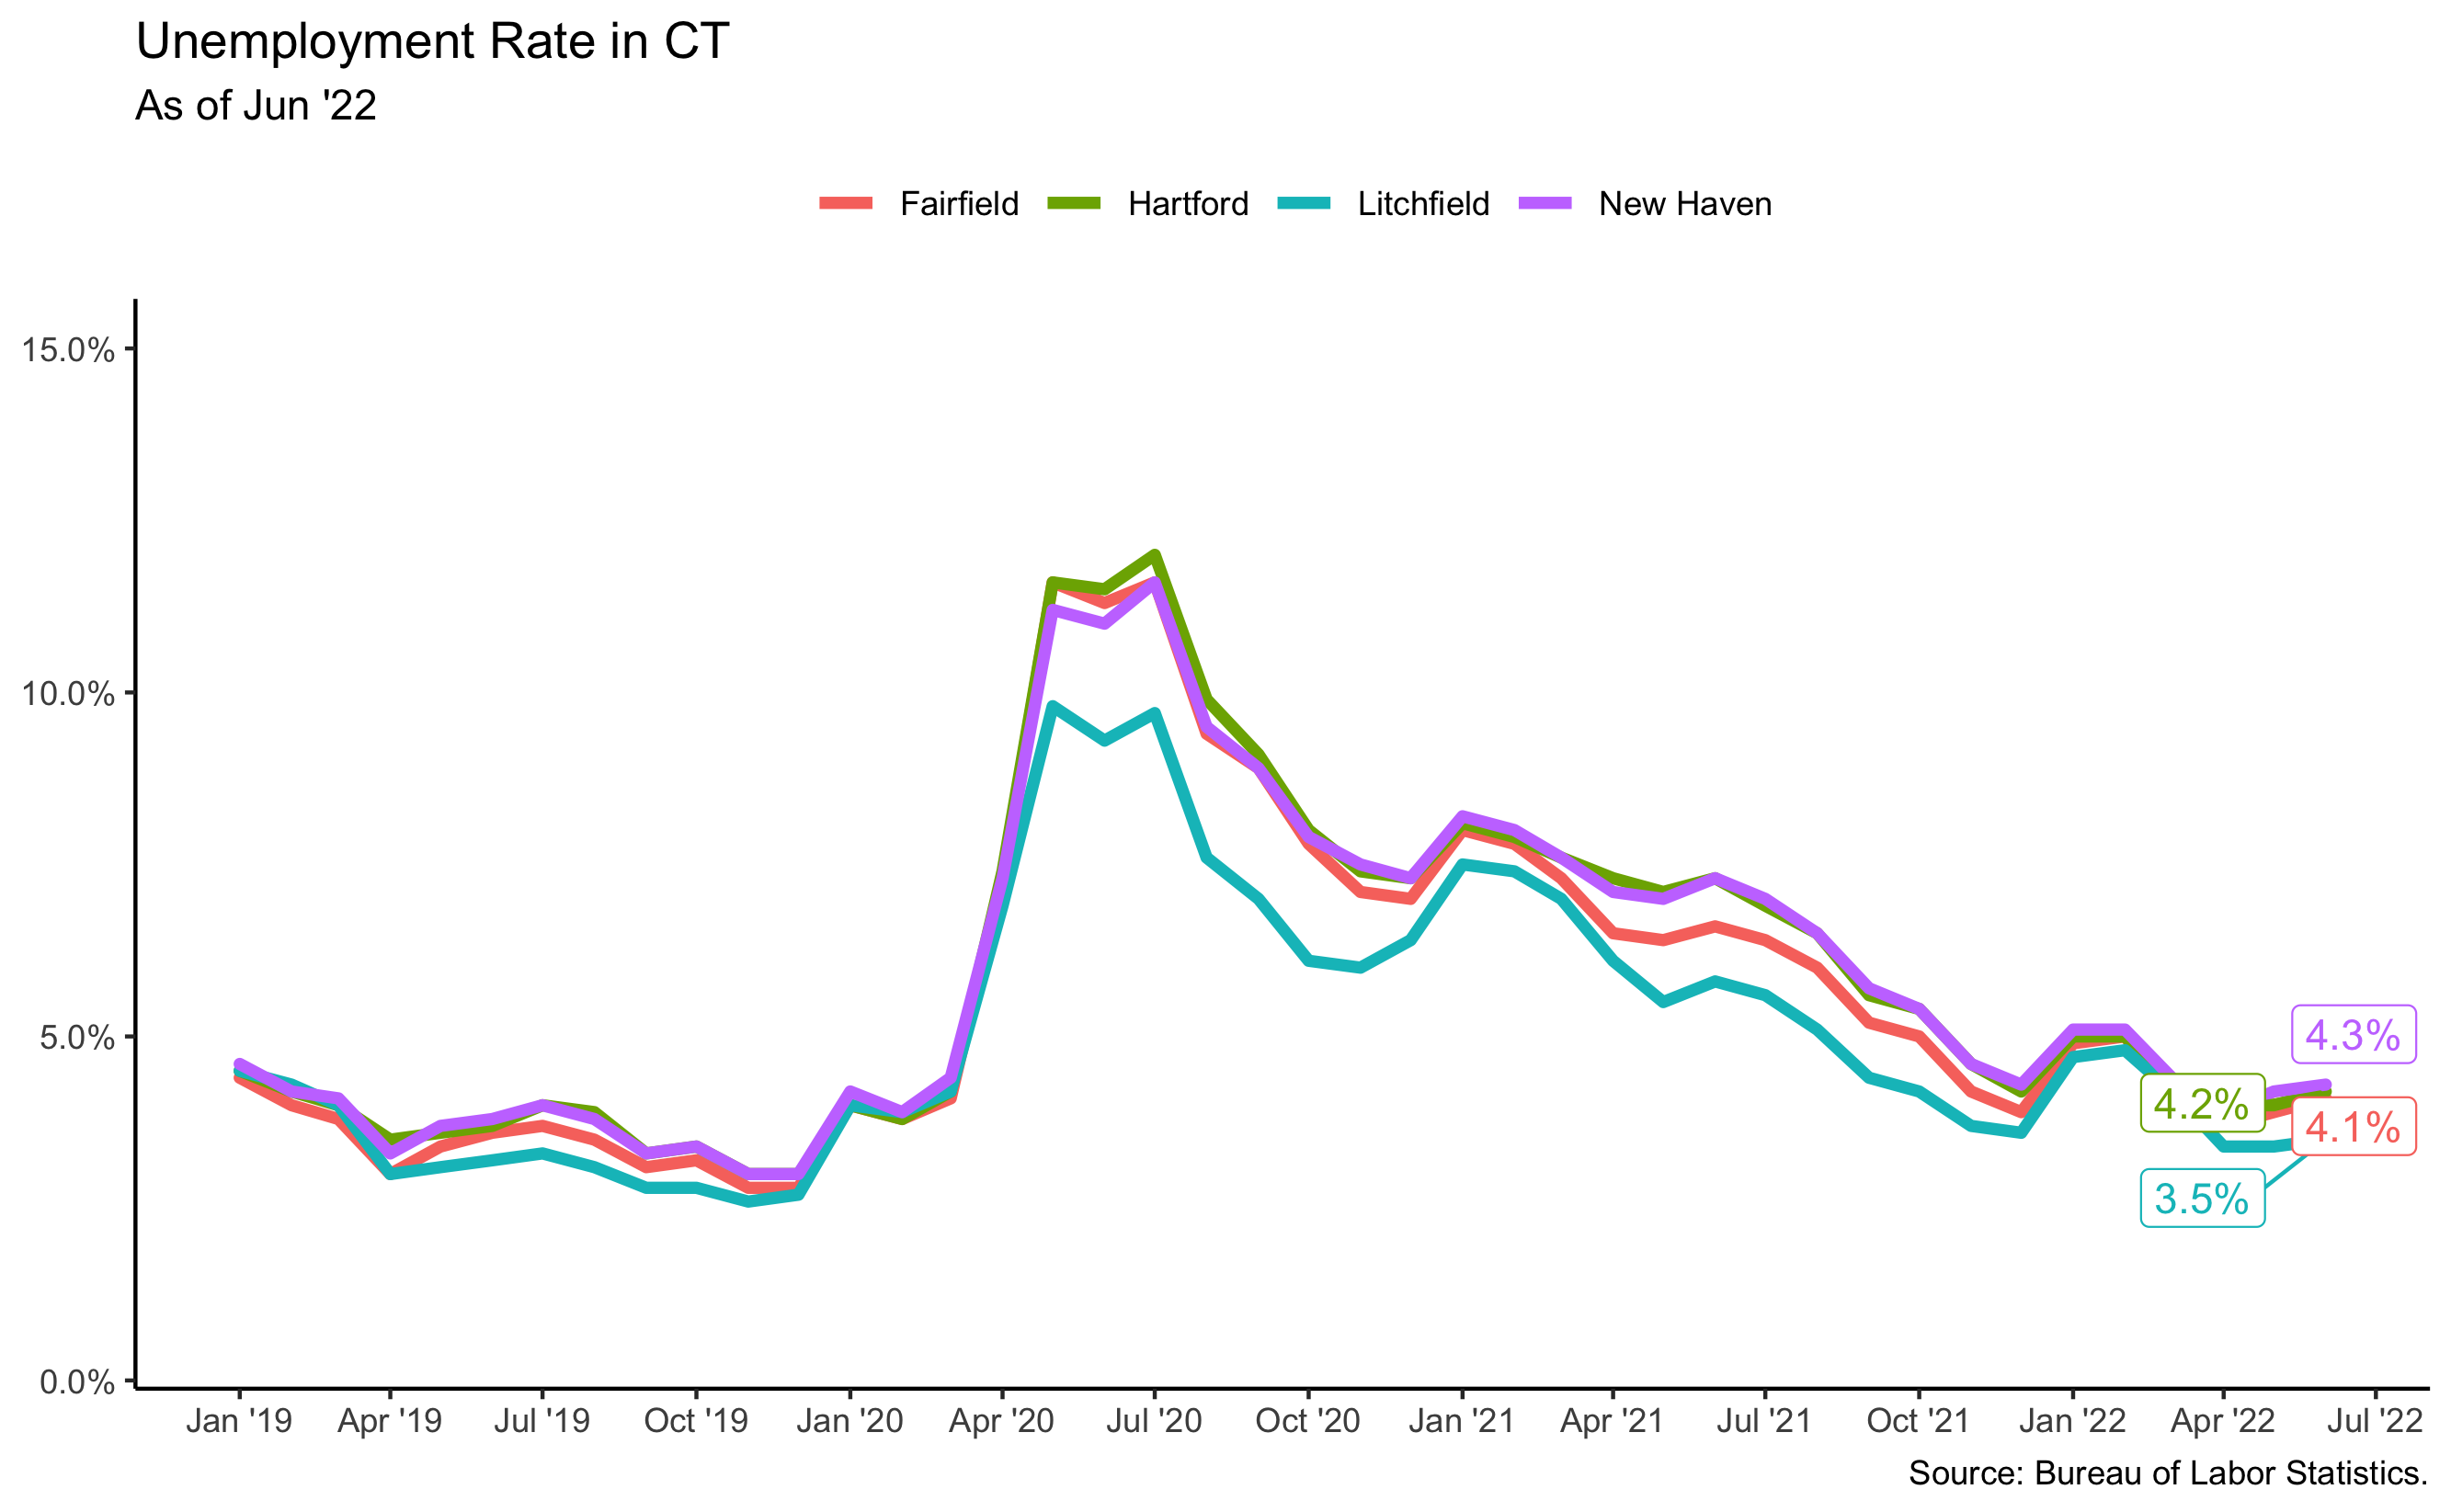 Unemployment Rate in CT
As of Jun '22
Fairfield Hartford Litchfield New Haven
15.0%
10.0%
5.0%
0.0%
4.3%
4.2%
4.1%
3.5%
Jan '19 Apr '19 Jul '19 Oct '19 Jan '20 Apr '20 Jul '20 Oct '20 Jan '21 Apr '21 Jul '21 Oct '21 Jan '22 Apr '22 Jul '22
Source: Bureau of Labor Statistics.